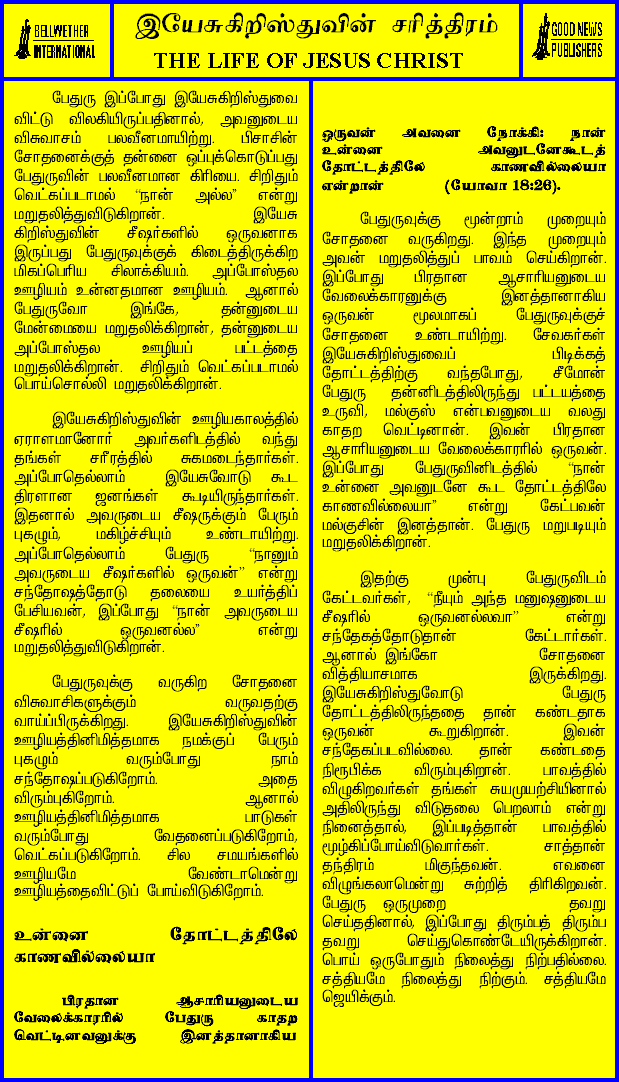 BELLWETHER
INTERNATIONAL
இயேசுகிறிஸ்துவின் சரித்திரம்
THE LIFE OF JESUS CHRIST
GOOD NEWS
PUBLISHERS
பேதுரு இப்போது இயேசுகிறிஸ்துவை
விட்டு விலகியிருப்பதினால், அவனுடைய
விசுவாசம் பலவீனமாயிற்று. பிசாசின்
சோதனைக்குத் தன்னை ஒப்புக்கொடுப்பது
பேதுருவின் பலவீனமான கிரியை. சிறிதும்
வெட்கப்படாமல் “நான் அல்ல” என்று
மறுதலித்துவிடுகிறான். இயேசு
கிறிஸ்துவின் சீஷர்களில் ஒருவனாக
இருப்பது பேதுருவுக்குக் கிடைத்திருக்கிற
மிகப்பெரிய சிலாக்கியம். அப்போஸ்தல
ஊழியம் உன்னதமான ஊழியம். ஆனால்
பேதுருவோ இங்கே, தன்னுடைய
மேன்மையை மறுதலிக்கிறான், தன்னுடைய
அப்போஸ்தல ஊழியப் பட்டத்தை
மறுதலிக்கிறான். சிறிதும் வெட்கப்படாமல்
பொய்சொல்லி மறுதலிக்கிறான்.
இயேசுகிறிஸ்துவின் ஊழியகாலத்தில்
ஏராளமானோர் அவர்களிடத்தில் வந்து
தங்கள் சரீரத்தில் சுகமடைந்தார்கள்.
அப்போதெல்லாம் இயேசுவோடு கூட
திரளான ஜனங்கள் கூடியிருந்தார்கள்.
இதனால் அவருடைய சீஷருக்கும் பேரும்
புகழும், மகிழ்ச்சியும் உண்டாயிற்று.
அப்போதெல்லாம் பேதுரு “நானும்
அவருடைய சீஷர்களில் ஒருவன்” என்று
சந்தோஷத்தோடு தலையை உயர்த்திப்
பேசியவன், இப்போது “நான் அவருடைய
சீஷரில் ஒருவனல்ல” என்று
மறுதலித்துவிடுகிறான்.
பேதுருவுக்கு வருகிற சோதனை
விசுவாசிகளுக்கும் வருவதற்கு
வாய்ப்பிருக்கிறது. இயேசுகிறிஸ்துவின்
ஊழியத்தினிமித்தமாக நமக்குப் பேரும்
புகழும் வரும்போது நாம்
சந்தோஷப்படுகிறோம். அதை
விரும்புகிறோம். ஆனால்
ஊழியத்தினிமித்தமாக பாடுகள்
வரும்போது வேதனைப்படுகிறோம்,
வெட்கப்படுகிறோம். சில சமயங்களில்
ஊழியமே வேண்டாமென்று
ஊழியத்தைவிட்டுப் போய்விடுகிறோம்.
உன்னை தோட்டத்திலே
காணவில்லையா
பிரதான ஆசாரியனுடைய
வேலைக்காரரில் பேதுரு காதற
வெட்டினவனுக்கு இனத்தானாகிய
ஒருவன் அவனை நோக்கி: நான்
உன்னை அவனுடனேகூடத்
தோட்டத்திலே காணவில்லையா
என்றான் (யோவா 18:26).
பேதுருவுக்கு மூன்றாம் முறையும்
சோதனை வருகிறது. இந்த முறையும்
அவன் மறுதலித்துப் பாவம் செய்கிறான்.
இப்போது பிரதான ஆசாரியனுடைய
வேலைக்காரனுக்கு இனத்தானாகிய
ஒருவன் மூலமாகப் பேதுருவுக்குச்
சோதனை உண்டாயிற்று. சேவகர்கள்
இயேசுகிறிஸ்துவைப் பிடிக்கத்
தோட்டத்திற்கு வந்தபோது, சீமோன்
பேதுரு தன்னிடத்திலிருந்து பட்டயத்தை
உருவி, மல்குஸ் என்பவனுடைய வலது
காதற வெட்டினான். இவன் பிரதான
ஆசாரியனுடைய வேலைக்காரரில் ஒருவன்.
இப்போது பேதுருவினிடத்தில் “நான்
உன்னை அவனுடனே கூட தோட்டத்திலே
காணவில்லையா” என்று கேட்பவன்
மல்குசின் இனத்தான். பேதுரு மறுபடியும்
மறுதலிக்கிறான்.
இதற்கு முன்பு பேதுருவிடம்
கேட்டவர்கள், “நீயும் அந்த மனுஷனுடைய
சீஷரில் ஒருவனல்லவா” என்று
சந்தேகத்தோடுதான் கேட்டார்கள்.
ஆனால் இங்கோ சோதனை
வித்தியாசமாக இருக்கிறது.
இயேசுகிறிஸ்துவோடு பேதுரு
தோட்டத்திலிருந்ததை தான் கண்டதாக
ஒருவன் கூறுகிறான். இவன்
சந்தேகப்படவில்லை. தான் கண்டதை
நிரூபிக்க விரும்புகிறான். பாவத்தில்
விழுகிறவர்கள் தங்கள் சுயமுயற்சியினால்
அதிலிருந்து விடுதலை பெறலாம் என்று
நினைத்தால், இப்படித்தான் பாவத்தில்
மூழ்கிப்போய்விடுவார்கள். சாத்தான்
தந்திரம் மிகுந்தவன். எவனை
விழுங்கலாமென்று சுற்றித் திரிகிறவன்.
பேதுரு ஒருமுறை தவறு
செய்ததினால், இப்போது திரும்பத் திரும்ப
தவறு செய்துகொண்டேயிருக்கிறான்.
பொய் ஒருபோதும் நிலைத்து நிற்பதில்லை.
சத்தியமே நிலைத்து நிற்கும். சத்தியமே
ஜெயிக்கும்.